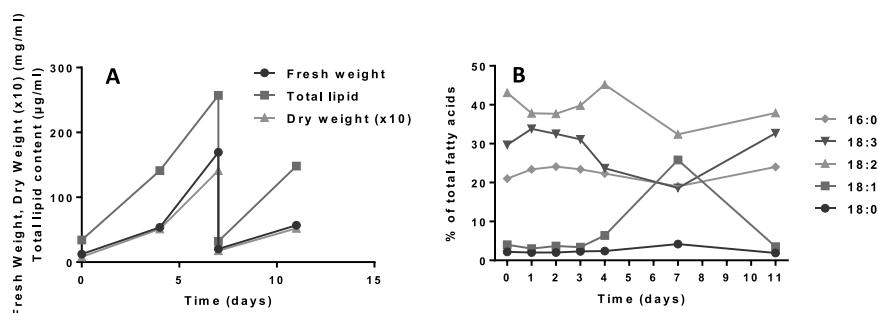 Fresh Weight, Dry Weight (x10) (mg/ml)
Total lipid content (µg/ml)
A
300
200
100
0
0 5 10 15
Time (days)
Fresh weight
Total lipid
Dry weight (x10)
B
% of total fatty acids
50
40
30
20
10
0
0 1 2 3 4 5 6 7 8 9 10 11
Time (days)
16:0
18:3
18:2
18:1
18:0